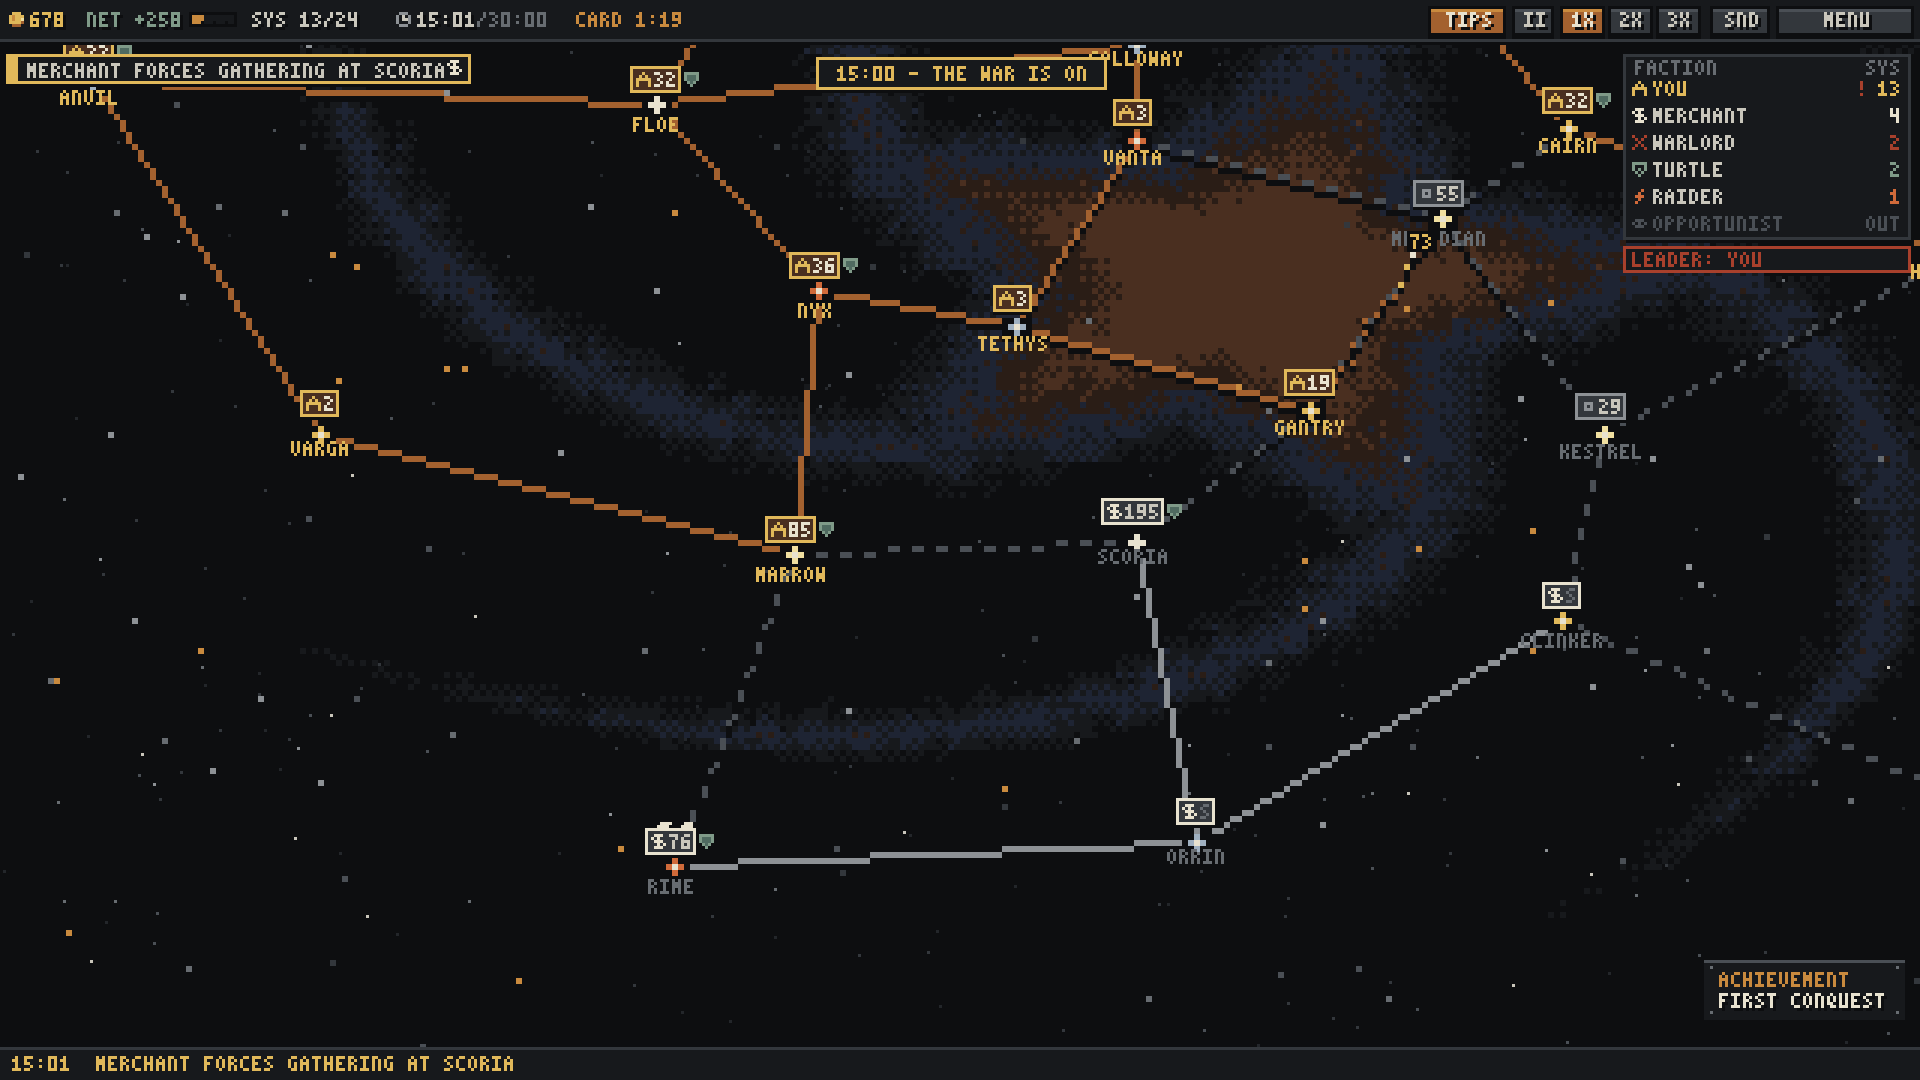 678 NET +258 SYS 13/24 15:01/30:00 CARD 1:19 TIPS II 1X 2X 3X SND MENU
MERCHANT FORCES GATHERING AT SCORIA
15:00 - THE WAR IS ON
FACTION SYS
YOU ! 13
MERCHANT 4
WARLORD 2
TURTLE 2
RAIDER 1
OPPORTUNIST OUT
LEADER: YOU
ANVIL
32
FLOE
3
VANTA
32
CAIRN
55
73
36
NYX
3
TETHYS
19
GANTRY
29
KESTREL
2
VARGA
195
SCORIA
85
MARROW
CLINKER
76
RIME
ORRIN
ACHIEVEMENT
FIRST CONQUEST
15:01 MERCHANT FORCES GATHERING AT SCORIA